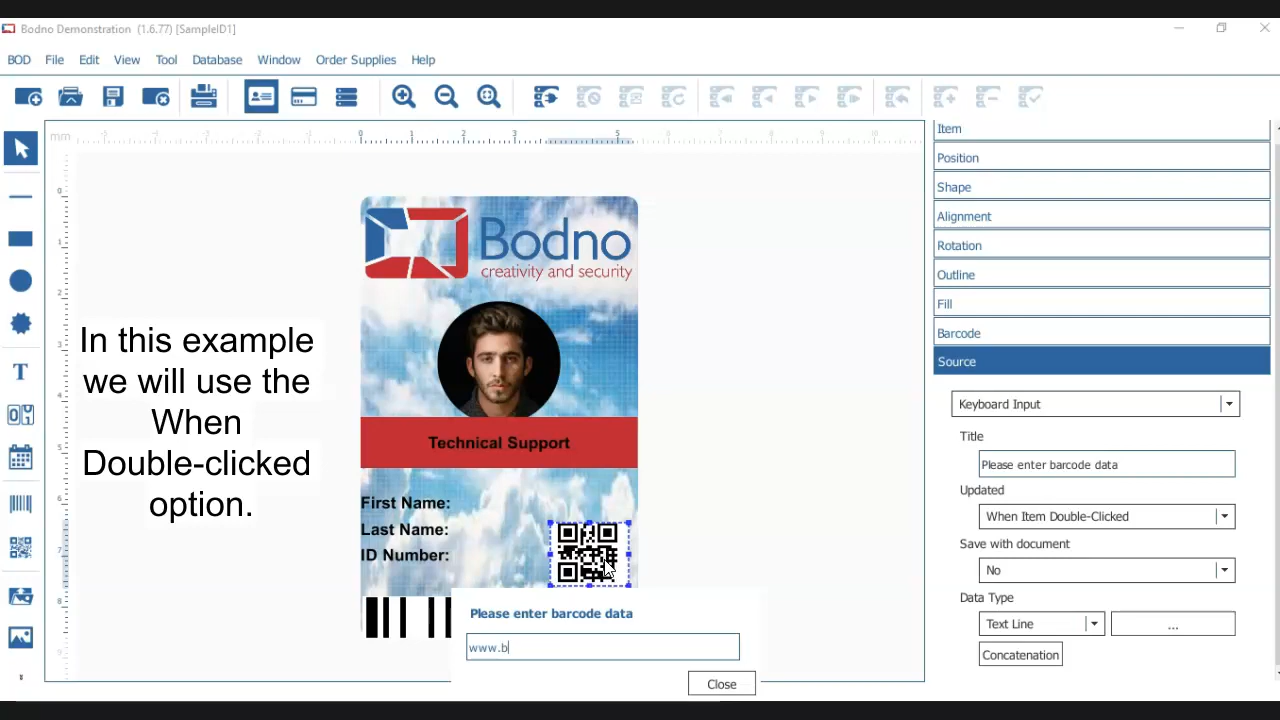 Bodno Demonstration (1.6.77) [SampleID1]
BOD File Edit View Tool Database Window Order Supplies Help
mm
Item
Position
Shape
Alignment
Rotation
Outline
Fill
Barcode
Source
Keyboard Input
Title
Please enter barcode data
Updated
When Item Double-Clicked
Save with document
No
Data Type
Text Line
...
Concatenation
In this example
we will use the
When
Double-clicked
option.
Bodno
creativity and security
Technical Support
First Name:
Last Name:
ID Number:
Please enter barcode data
www.b
Close